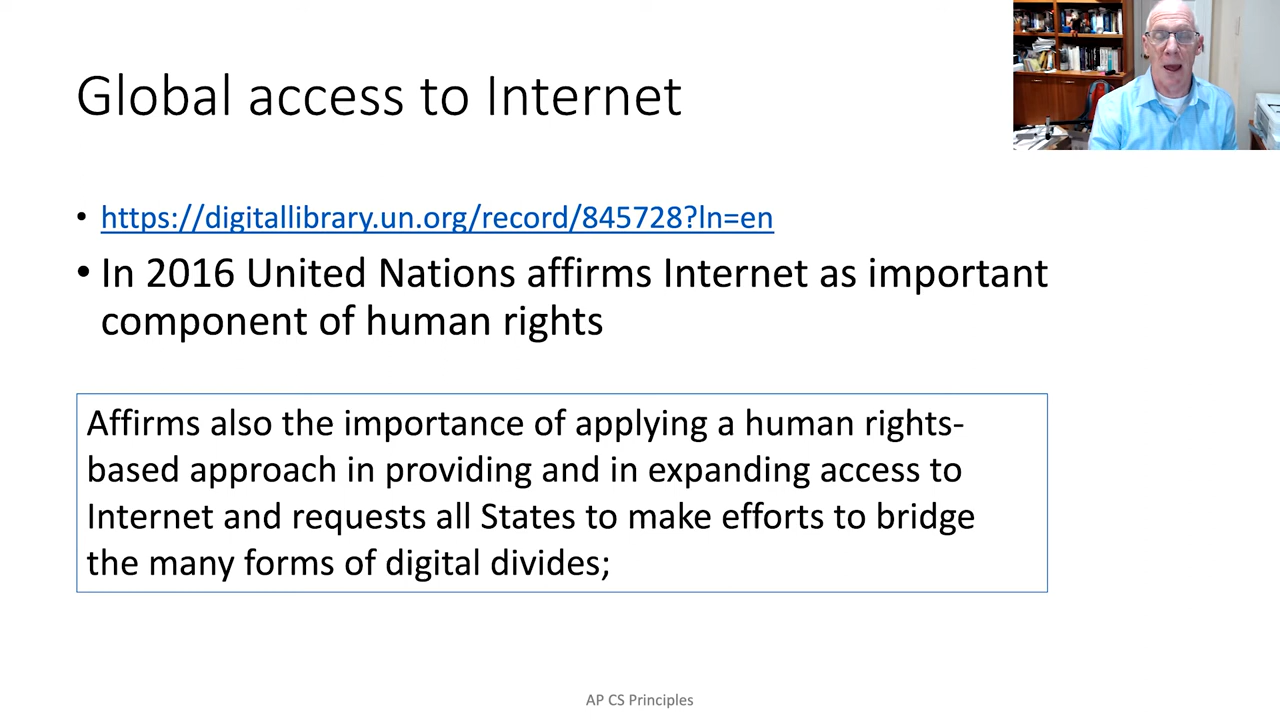 Global access to Internet
• https://digitallibrary.un.org/record/845728?ln=en
• In 2016 United Nations affirms Internet as important
component of human rights
Affirms also the importance of applying a human rights-
based approach in providing and in expanding access to
Internet and requests all States to make efforts to bridge
the many forms of digital divides;
AP CS Principles